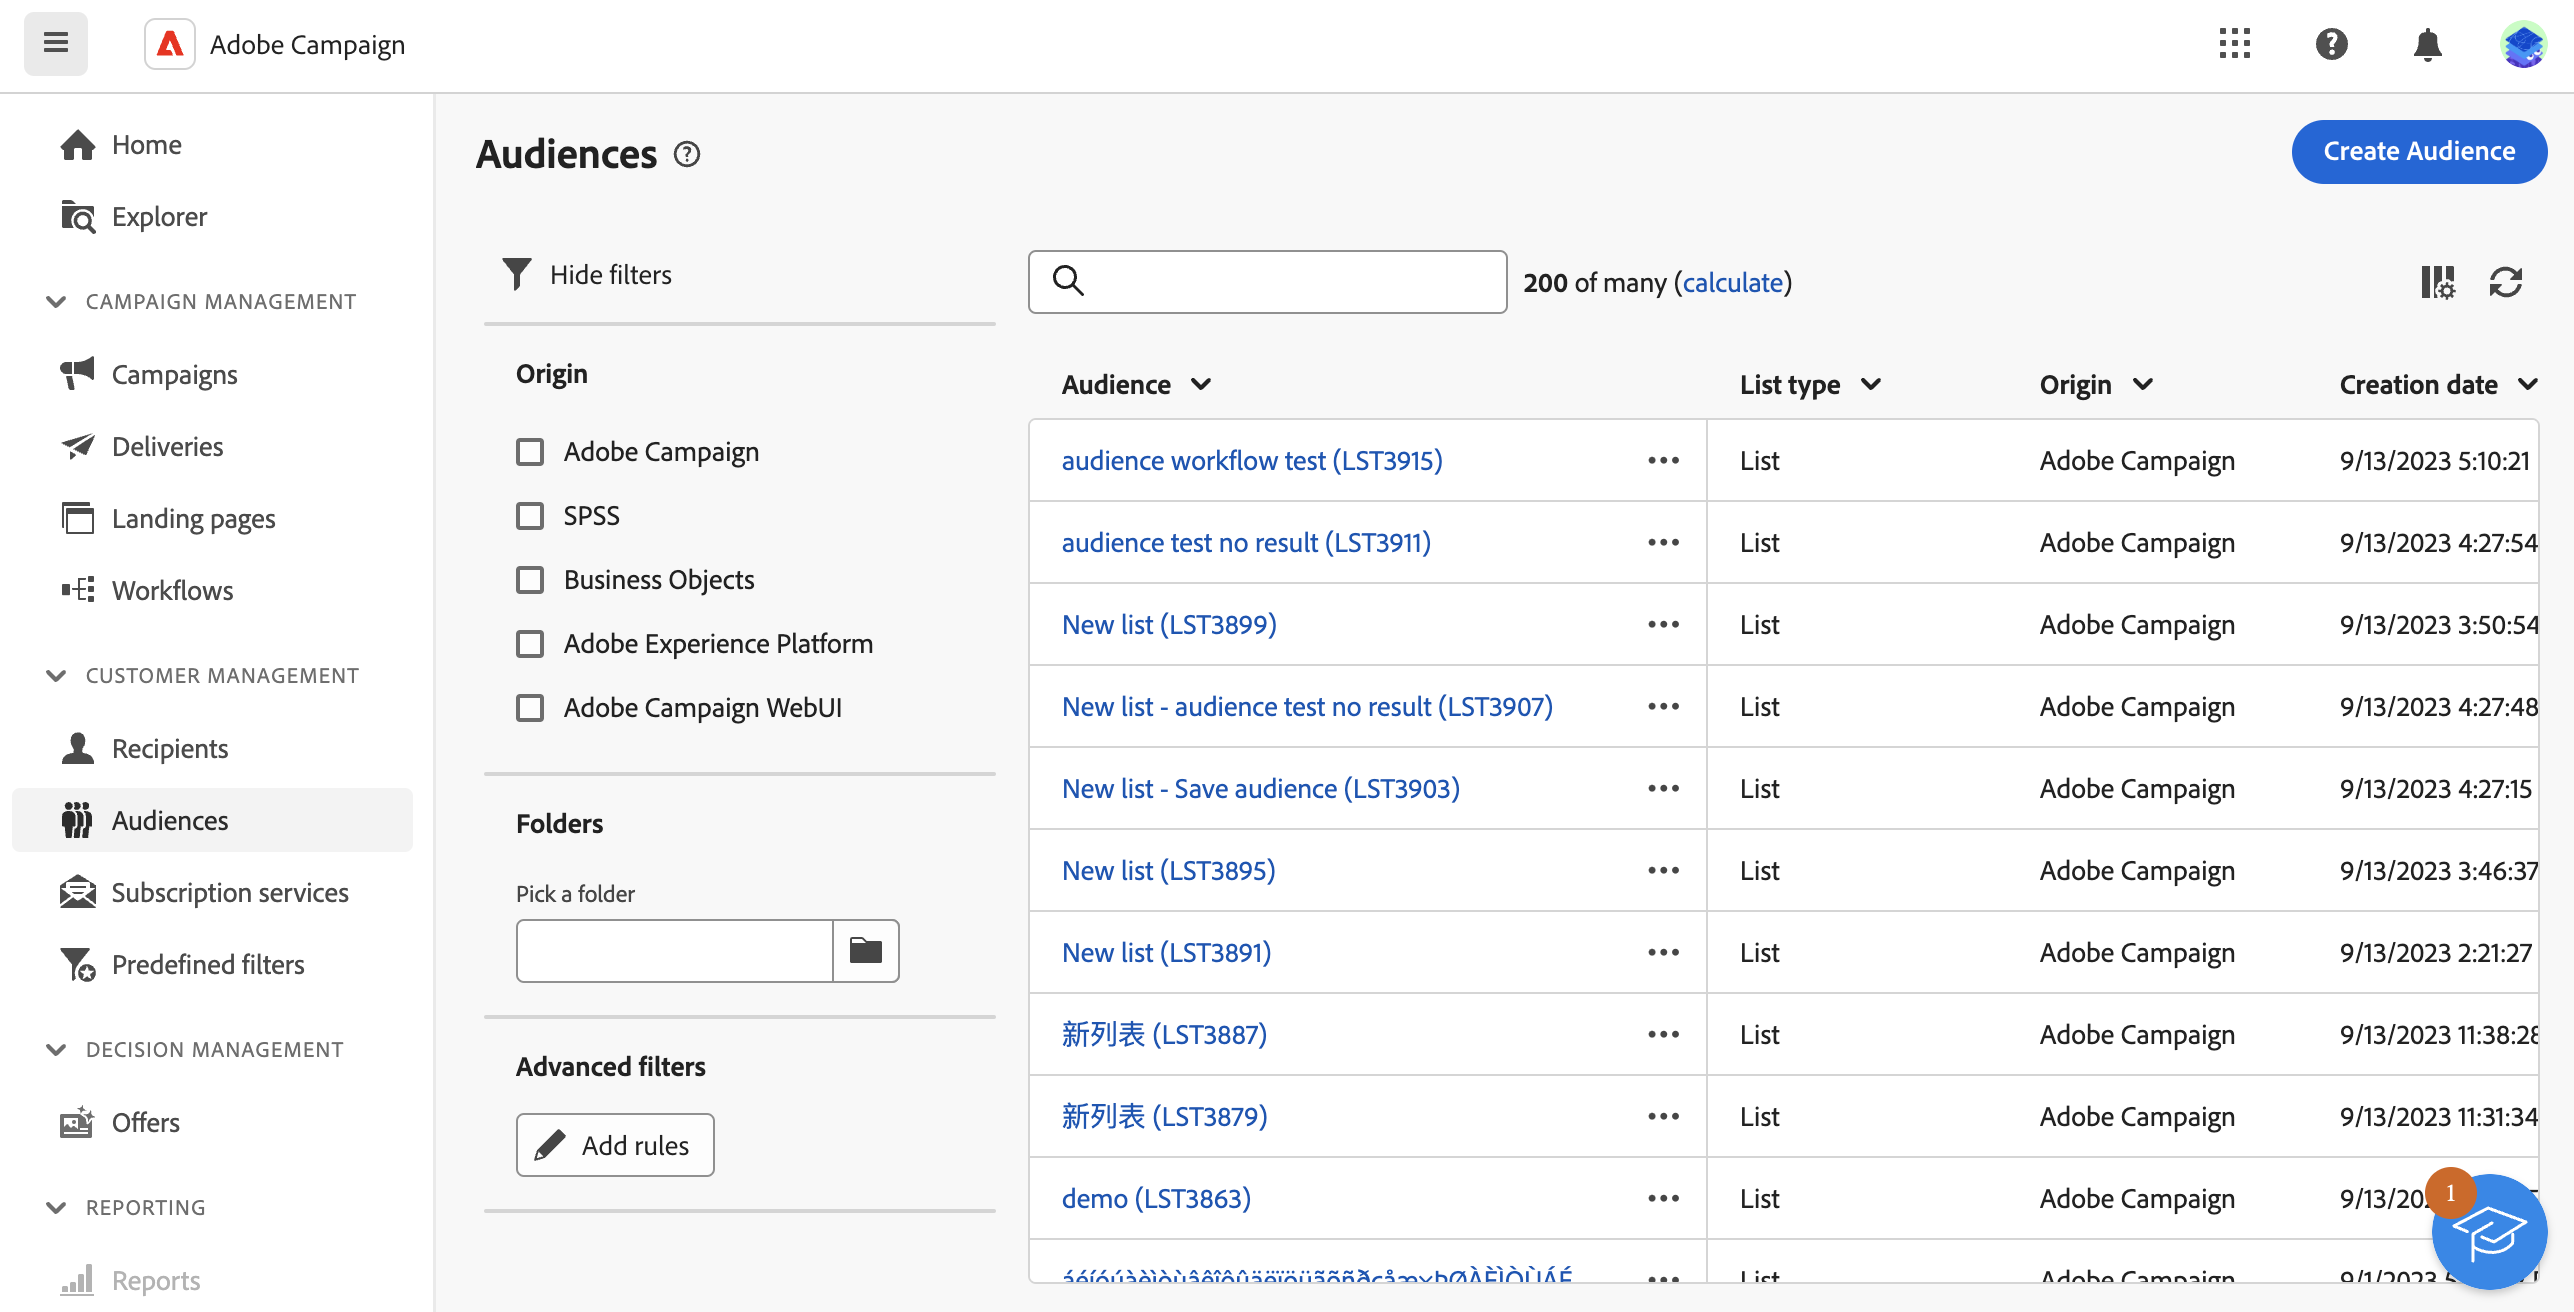 Adobe Campaign
Home
Explorer
CAMPAIGN MANAGEMENT
Campaigns
Deliveries
Landing pages
Workflows
CUSTOMER MANAGEMENT
Recipients
Audiences
Subscription services
Predefined filters
DECISION MANAGEMENT
Offers
REPORTING
Reports
Audiences
Create Audience
Hide filters
Origin
Adobe Campaign
SPSS
Business Objects
Adobe Experience Platform
Adobe Campaign WebUI
Folders
Pick a folder
Advanced filters
Add rules
200 of many (calculate)
Audience List type Origin Creation date
audience workflow test (LST3915) List Adobe Campaign 9/13/2023 5:10:21
audience test no result (LST3911) List Adobe Campaign 9/13/2023 4:27:54
New list (LST3899) List Adobe Campaign 9/13/2023 3:50:54
New list - audience test no result (LST3907) List Adobe Campaign 9/13/2023 4:27:48
New list - Save audience (LST3903) List Adobe Campaign 9/13/2023 4:27:15
New list (LST3895) List Adobe Campaign 9/13/2023 3:46:37
New list (LST3891) List Adobe Campaign 9/13/2023 2:21:27
新列表 (LST3887) List Adobe Campaign 9/13/2023 11:38:28
新列表 (LST3879) List Adobe Campaign 9/13/2023 11:31:34
demo (LST3863) List Adobe Campaign 9/13/20
List Adobe Campaign 9/1/2023
1